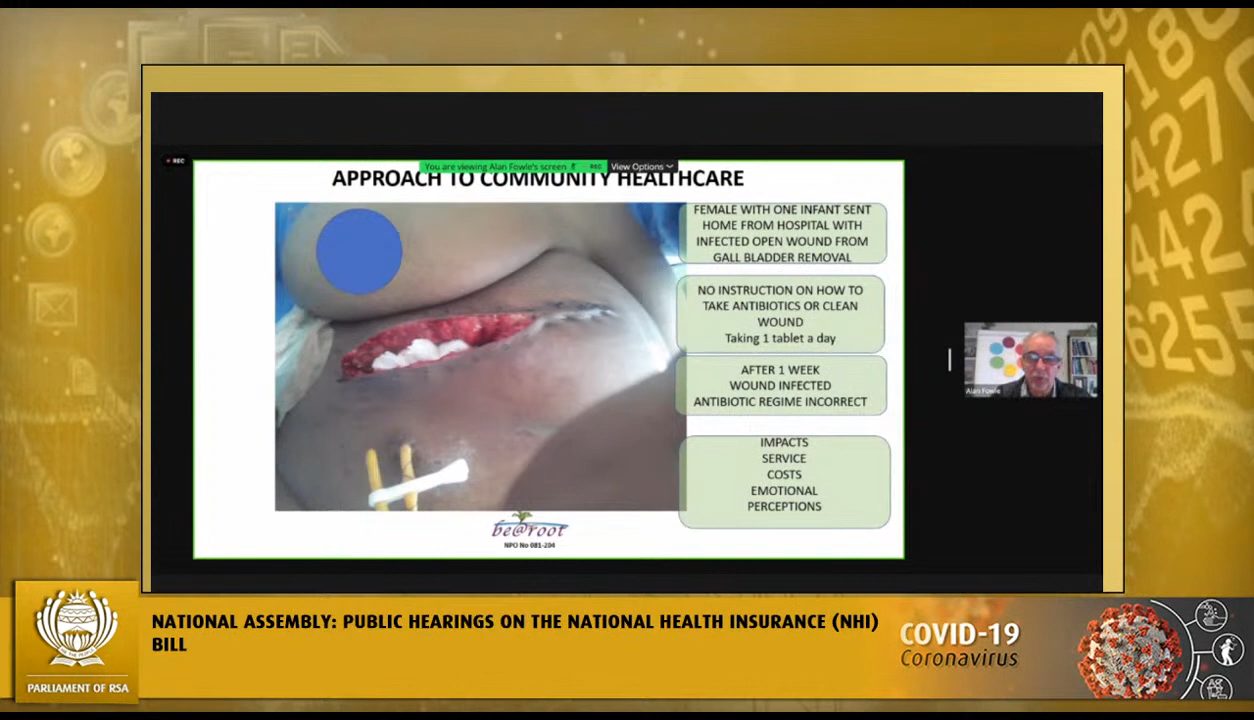 REC
You are viewing Alan Fowle's screen
REC
View Options
APPROACH TO COMMUNITY HEALTHCARE
FEMALE WITH ONE INFANT SENT
HOME FROM HOSPITAL WITH
INFECTED OPEN WOUND FROM
GALL BLADDER REMOVAL
NO INSTRUCTION ON HOW TO
TAKE ANTIBIOTICS OR CLEAN
WOUND
Taking 1 tablet a day
AFTER 1 WEEK
WOUND INFECTED
ANTIBIOTIC REGIME INCORRECT
IMPACTS
SERVICE
COSTS
EMOTIONAL
PERCEPTIONS
be@root
NPO No 081-204
Alan Fowle
NATIONAL ASSEMBLY: PUBLIC HEARINGS ON THE NATIONAL HEALTH INSURANCE (NHI)
BILL
PARLIAMENT OF RSA
COVID-19
Coronavirus